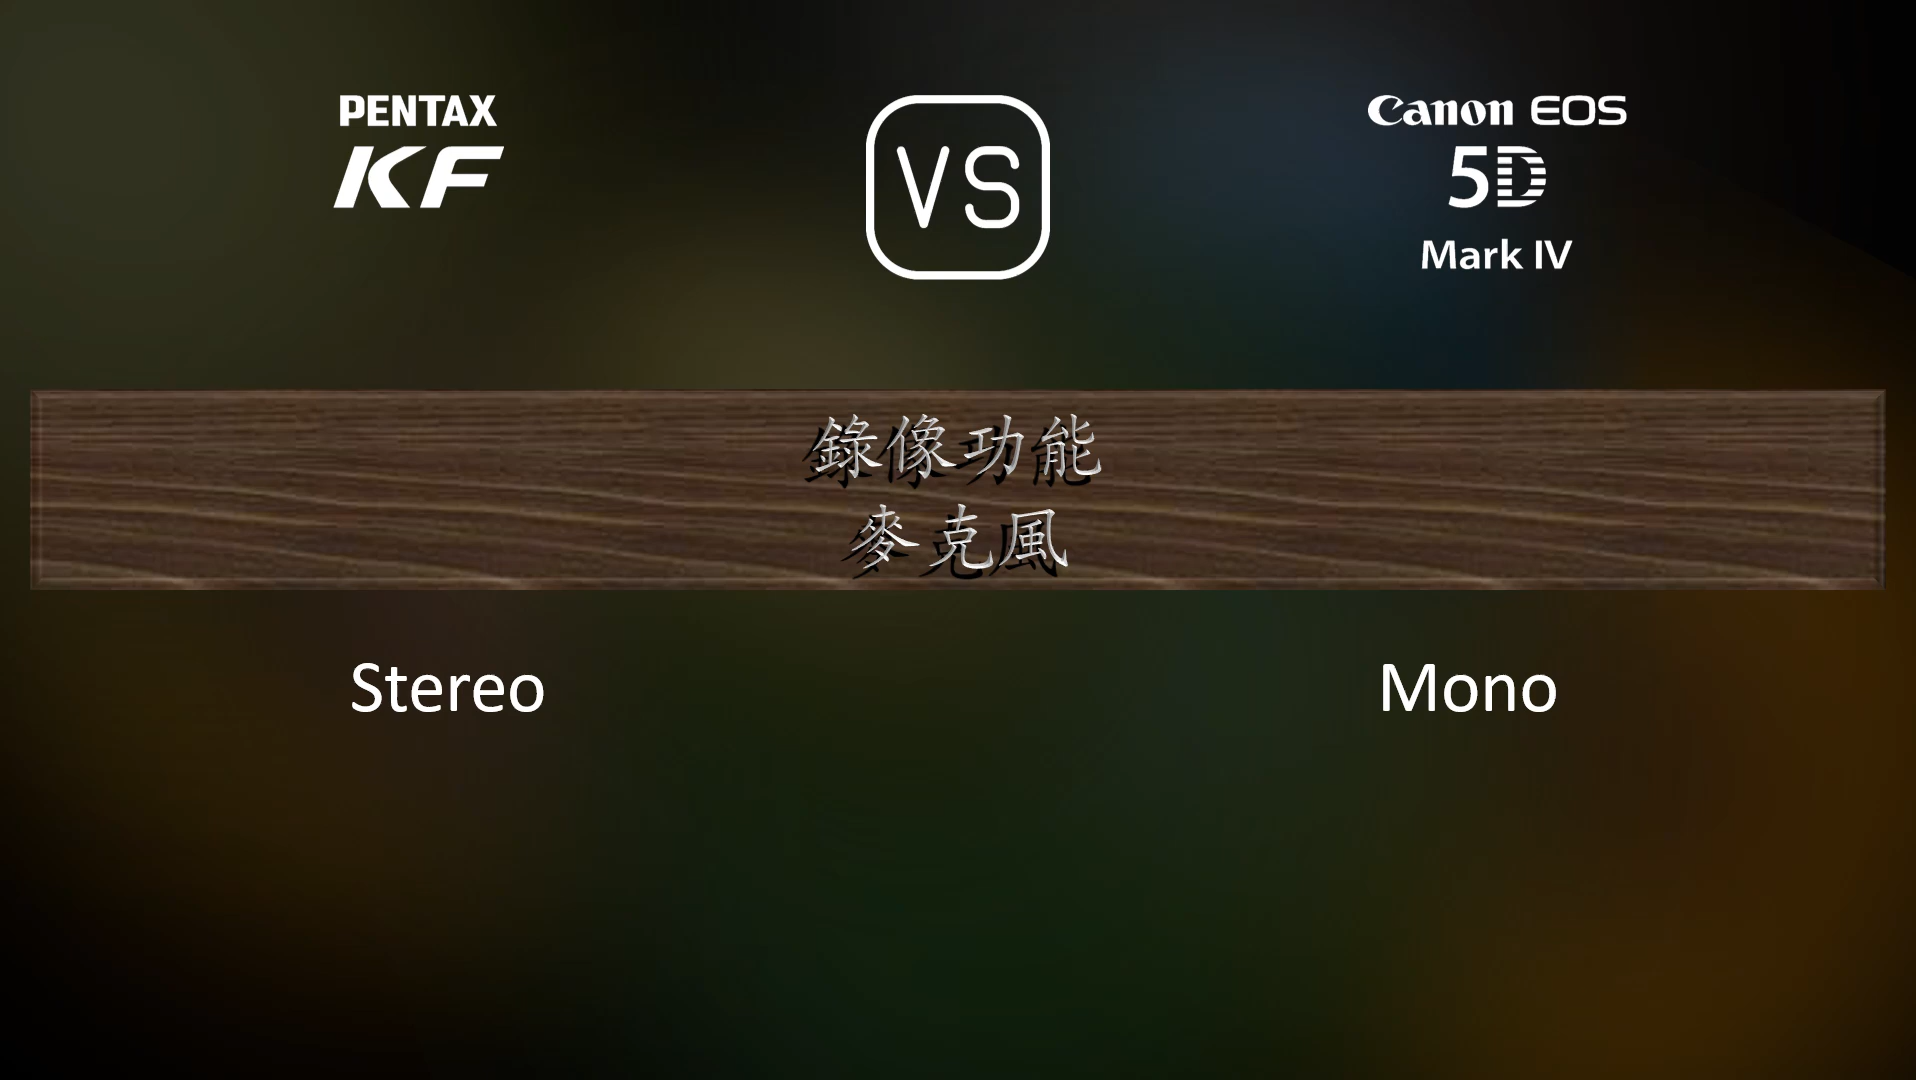 PENTAX
KF
VS
Canon EOS
5D
Mark IV
錄像功能
麥克風
Stereo
Mono